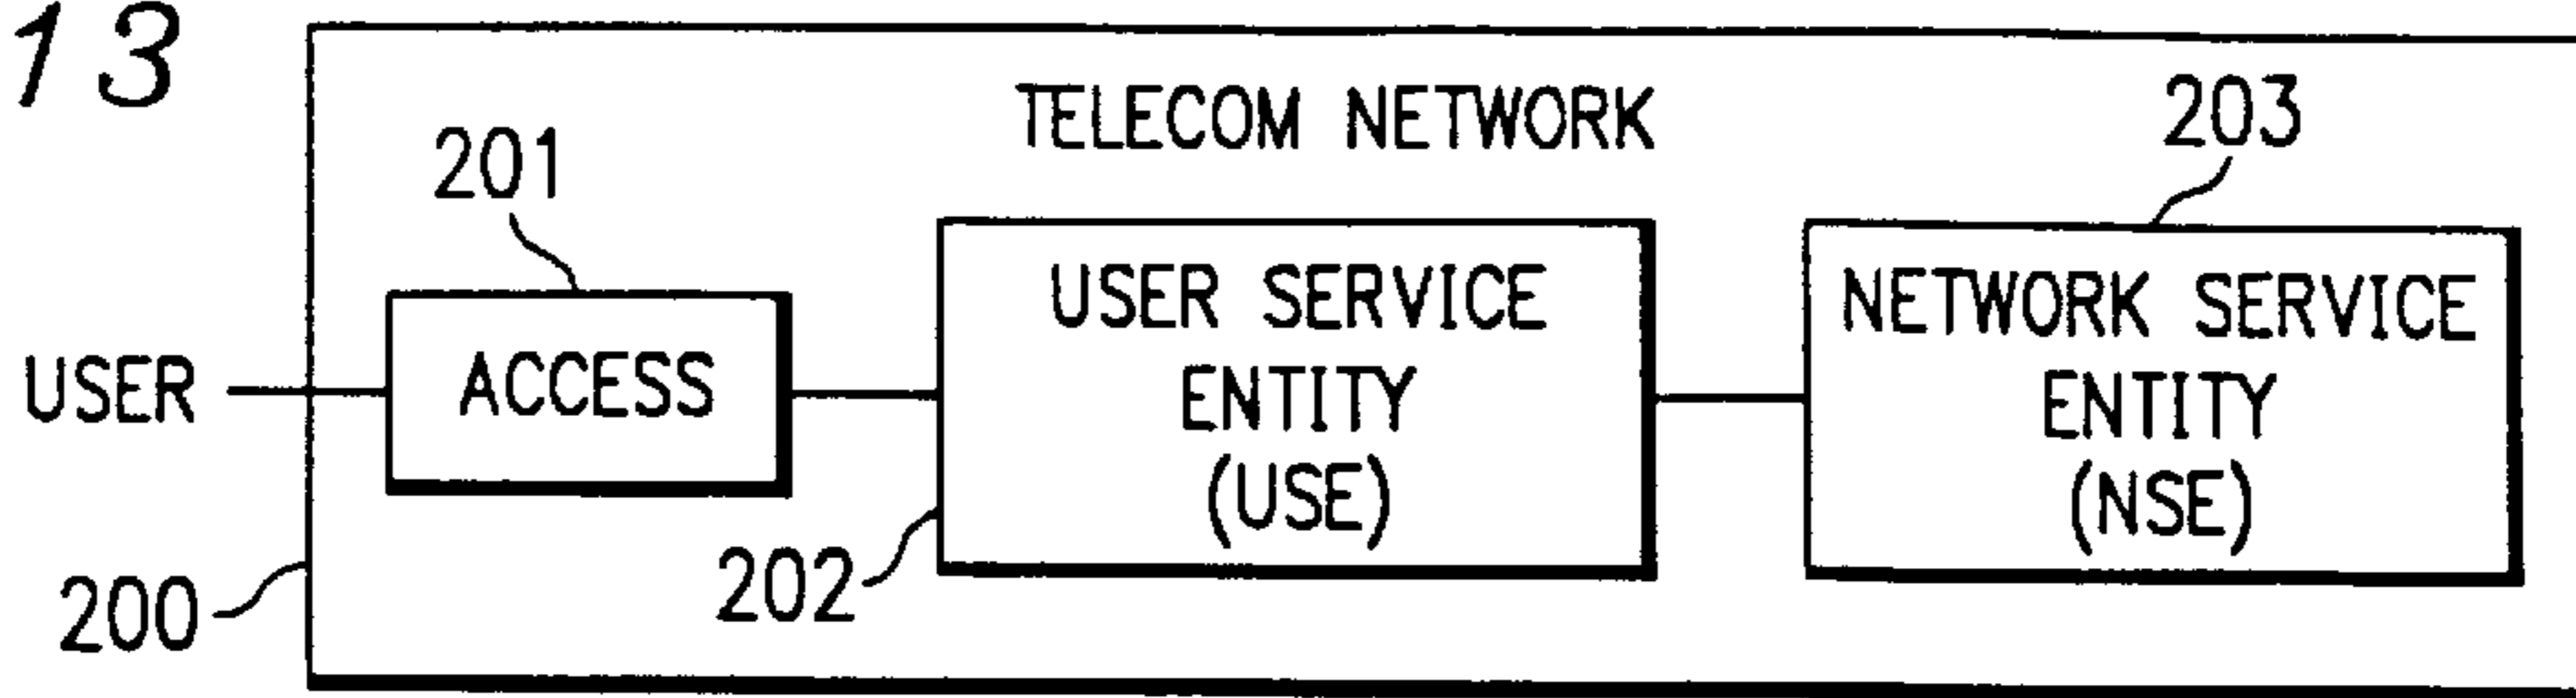 13
TELECOM NETWORK
203
201
USER SERVICE
ENTITY
(USE)
NETWORK SERVICE
ENTITY
(NSE)
USER
ACCESS
202
200